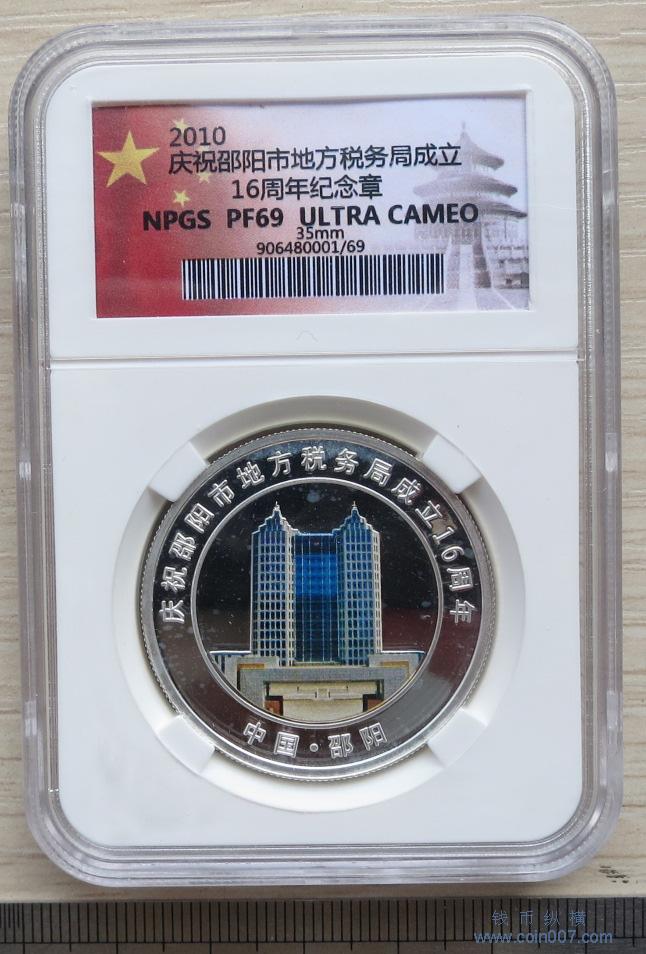 2010
庆祝邵阳市地方税务局成立
16周年纪念章
NPGS PF69 ULTRA CAMEO
35mm
906480001/69
庆祝邵阳市地方税务局成立16周年
中国·邵阳
钱币纵横
www.coin007.com